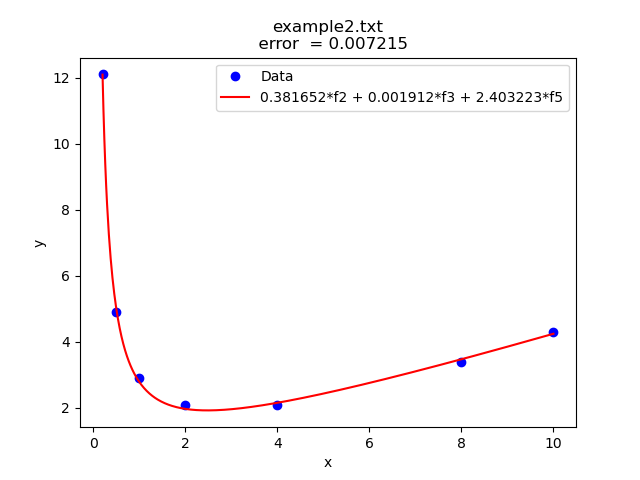 example2.txt
error  = 0.007215
Data
0.381652*f2 + 0.001912*f3 + 2.403223*f5
12
10
8
6
4
2
y
0
2
4
6
8
10
x